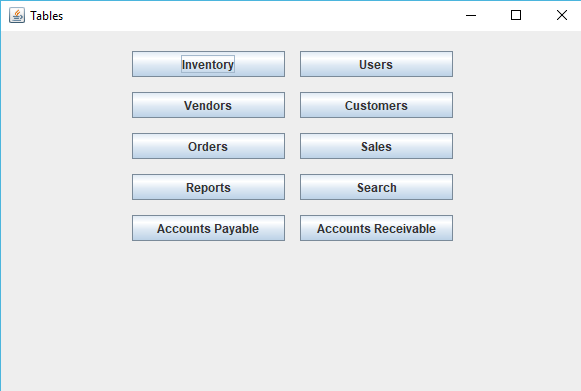 Tables
Inventory Users
Vendors Customers
Orders Sales
Reports Search
Accounts Payable Accounts Receivable